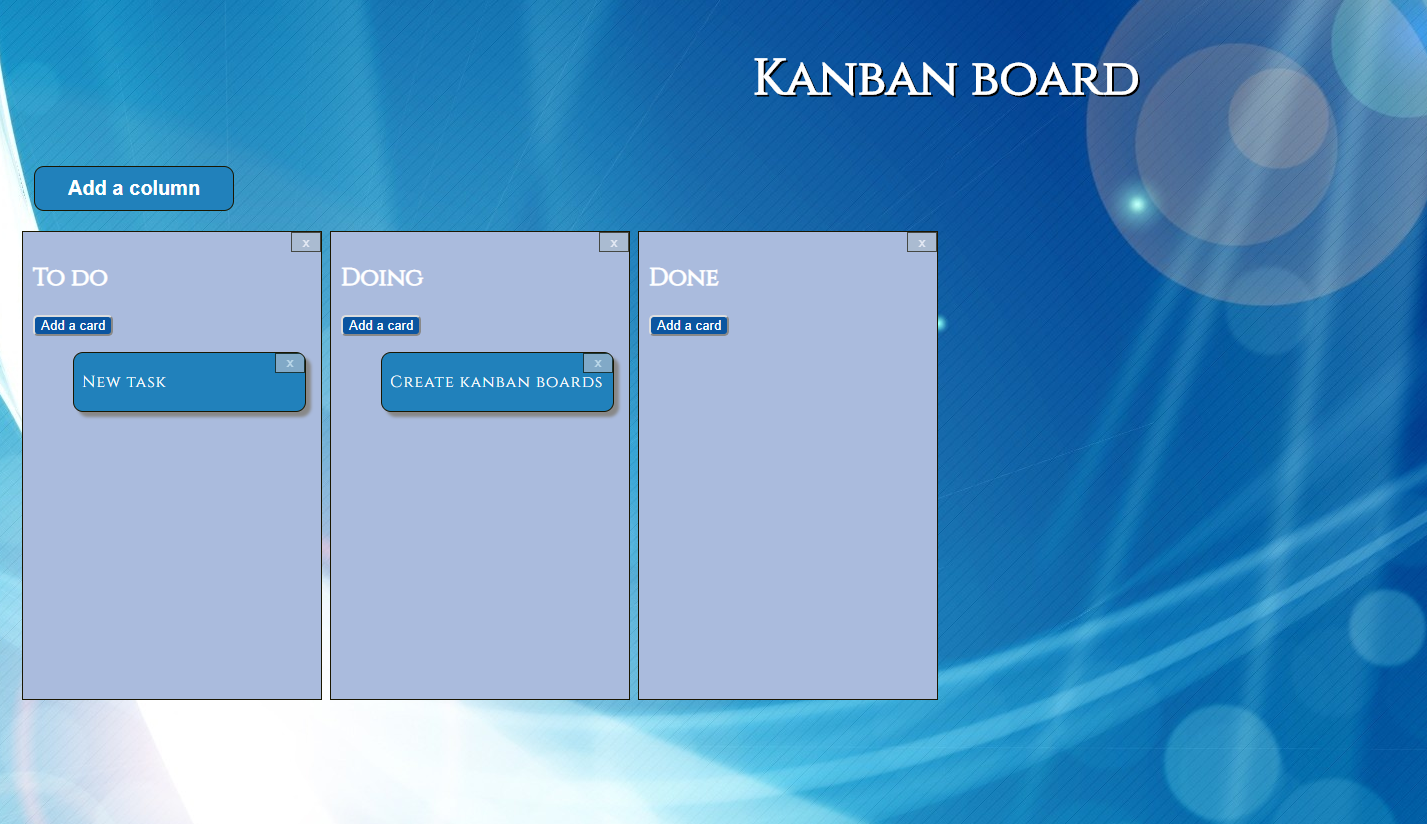 Kanban board
Add a column
x
x
x
To do
Doing
Done
Add a card
Add a card
Add a card
x
x
New task
Create kanban boards